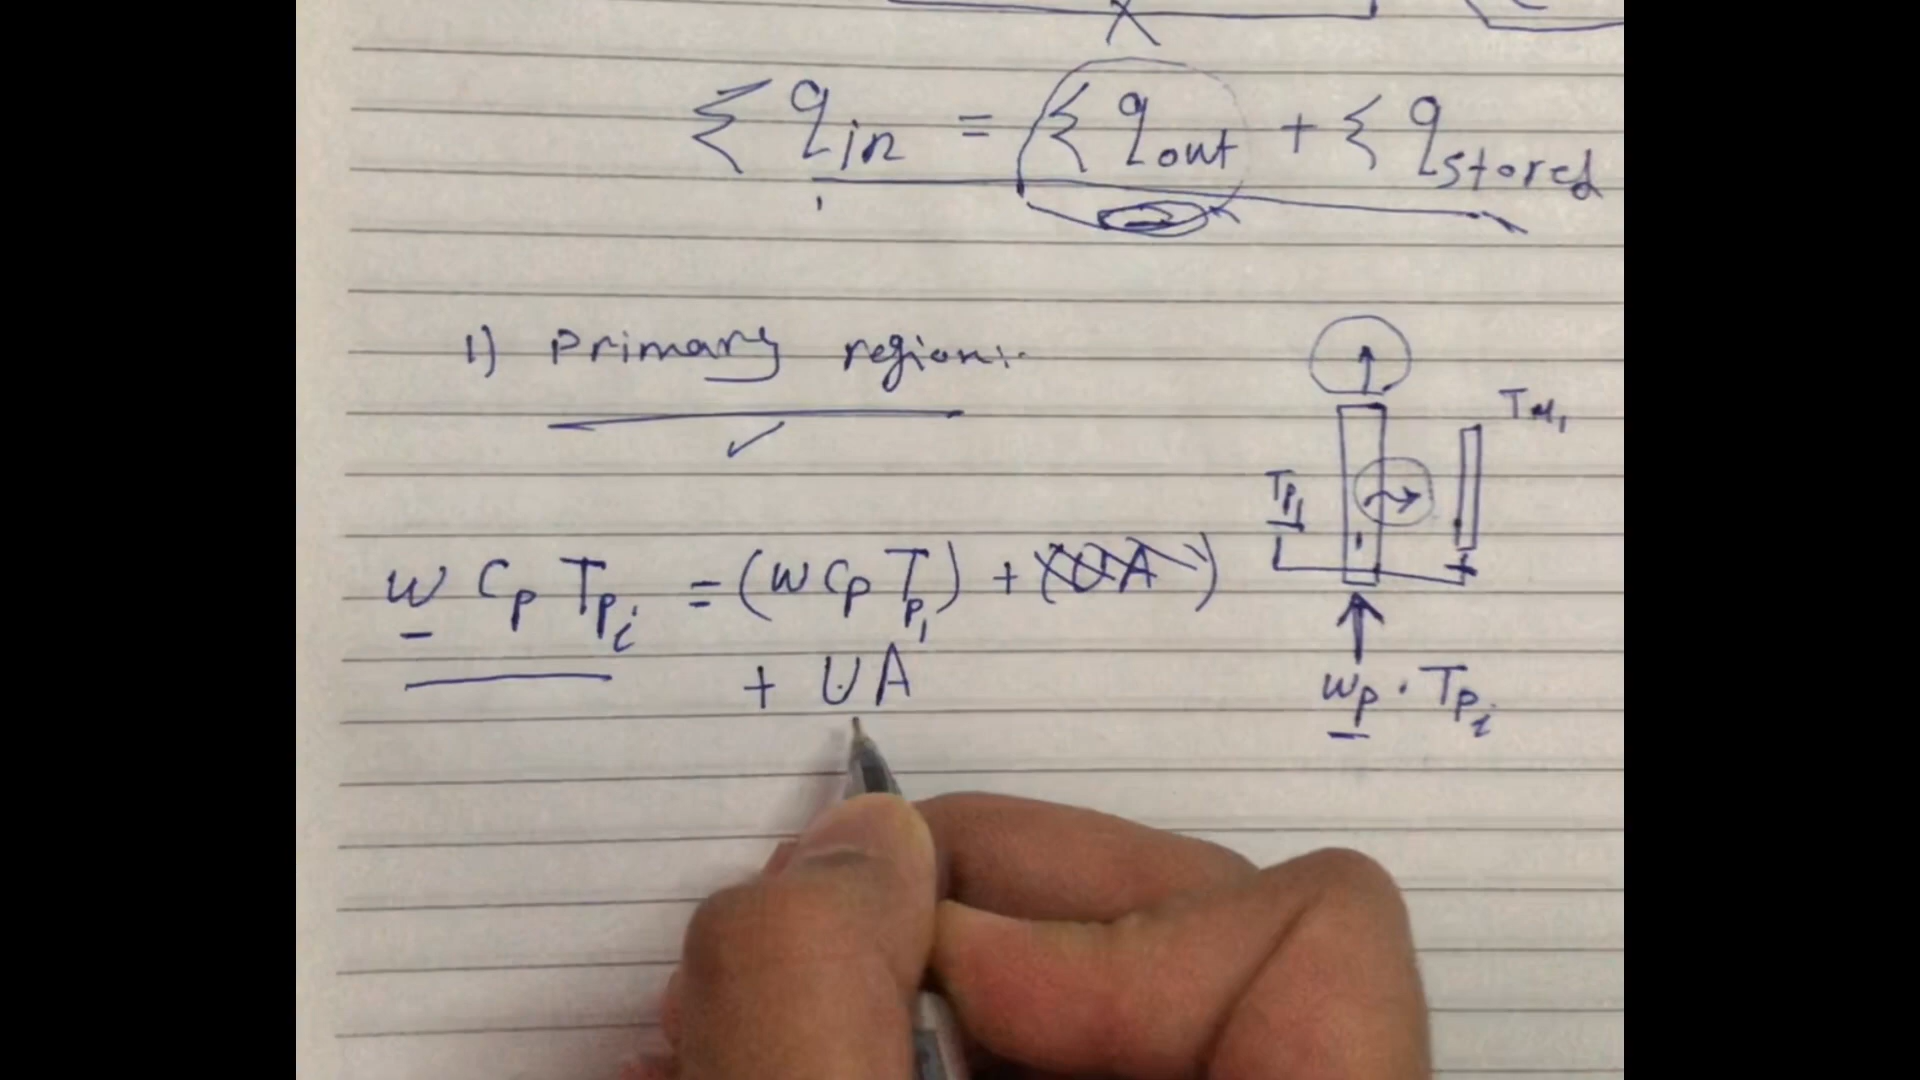 Σ q_in = Σ q_out + Σ q_stored
1) Primary region:-
T_M1
T_P1
w C_p T_pi = (w C_p T_p1) + (UA)
+ UA
w_p . T_pi